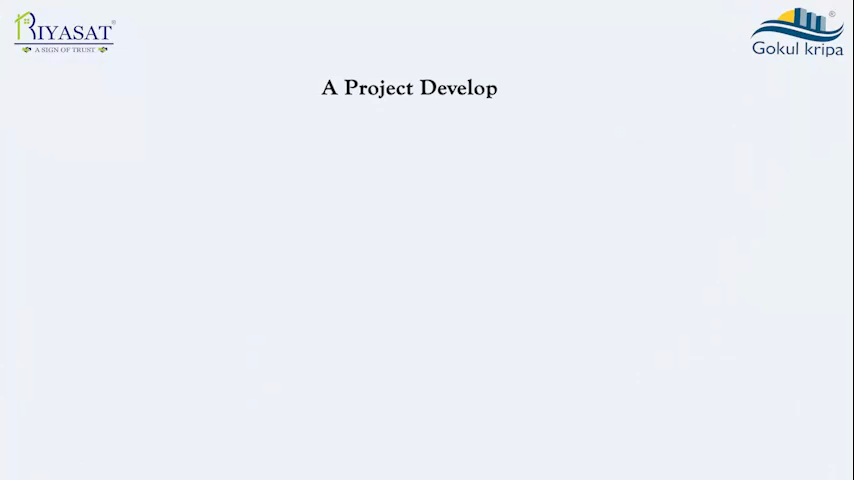 RIYASAT®
A SIGN OF TRUST
®
Gokul kripa
A Project Develop